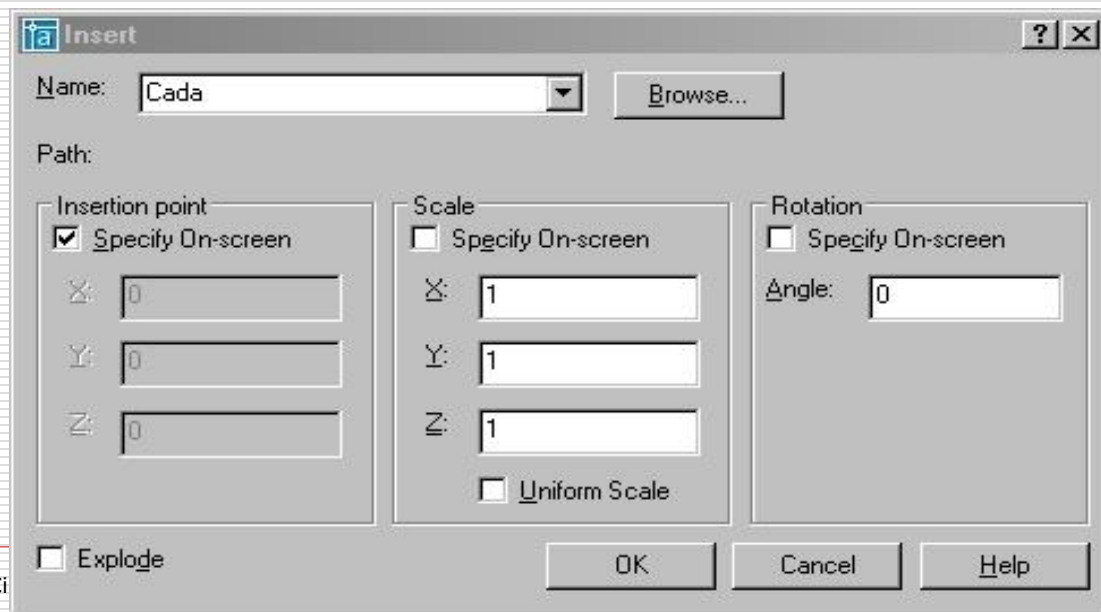 Insert
Name: Cada Browse...
Path:
Insertion point Scale Rotation
Specify On-screen Specify On-screen Specify On-screen
X: 0 X: 1 Angle: 0
Y: 0 Y: 1
Z: 0 Z: 1
Uniform Scale
Explode OK Cancel Help